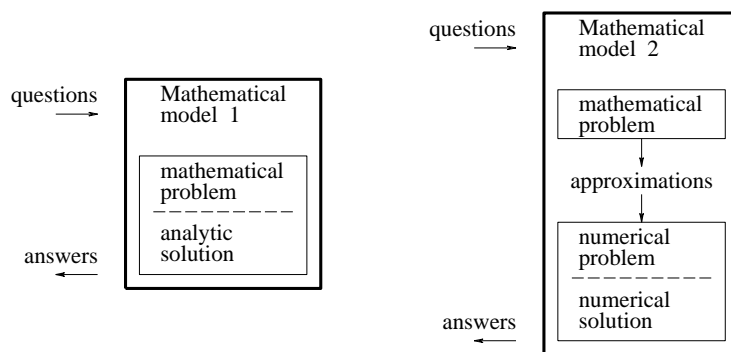 questions
Mathematical
model 1
mathematical
problem
analytic
solution
answers
questions
Mathematical
model 2
mathematical
problem
approximations
numerical
problem
numerical
solution
answers